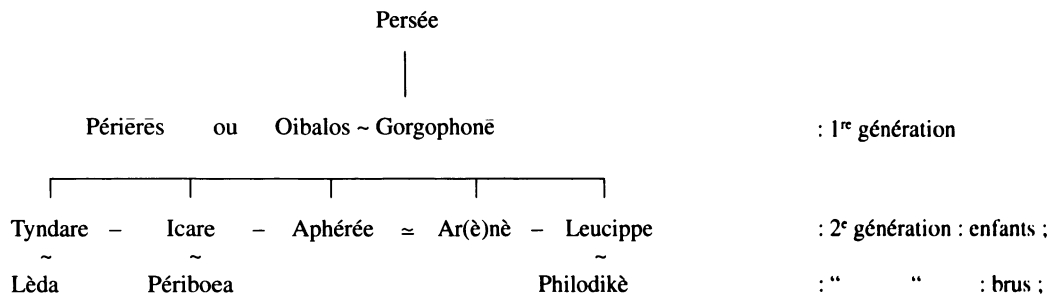 Persée
Périērēs ou Oibalos ~ Gorgophonē : 1re génération
Tyndare – Icare – Aphérée ≃ Ar(è)nè – Leucippe : 2e génération : enfants ;
~ ~ ~
Lèda Périboea Philodikè : “ “ : brus ;